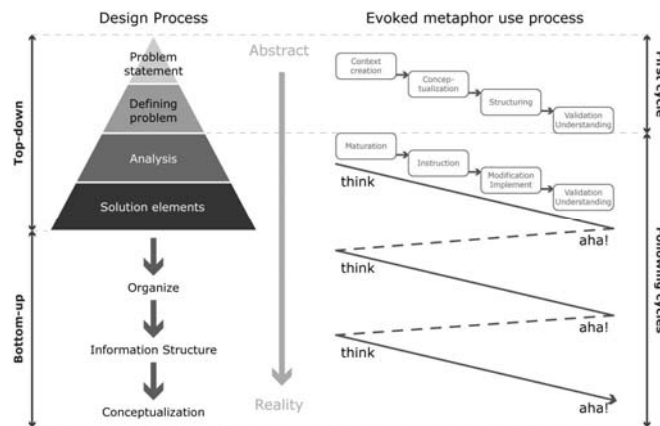 Design Process
Evoked metaphor use process
Top-down
Bottom-up
Problem
statement
Defining
problem
Analysis
Solution elements
Organize
Information Structure
Conceptualization
Abstract
Reality
Context
creation
Concep-
tualization
Structuring
Validation
Understanding
Maturation
Instruction
Modification
Implement
Validation
Understanding
think
aha!
think
aha!
think
aha!
First cycle
Following cycles